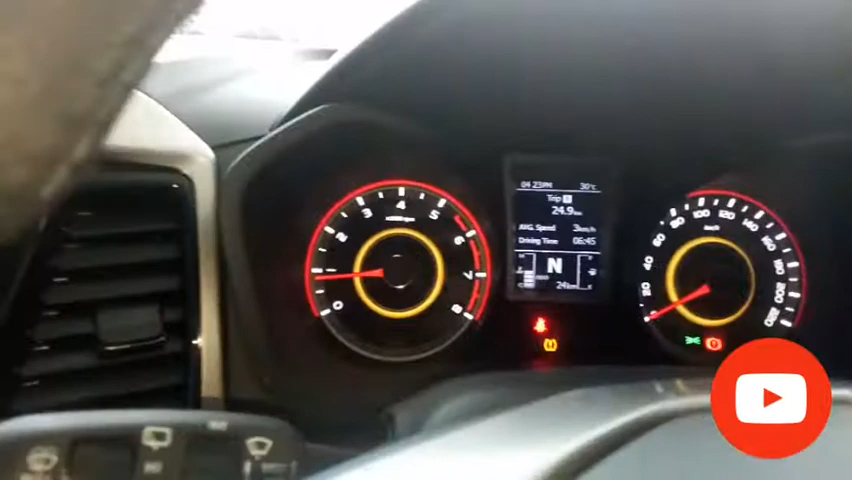 04:23PM 30°C
Trip
24.9km
AVG. Speed 3km/h
Driving Time 06:45
N
24km
0 1 2 3 4 5 6 7 8
x1000rpm
20 40 60 80 100 120 140 160 180 200 220
km/h